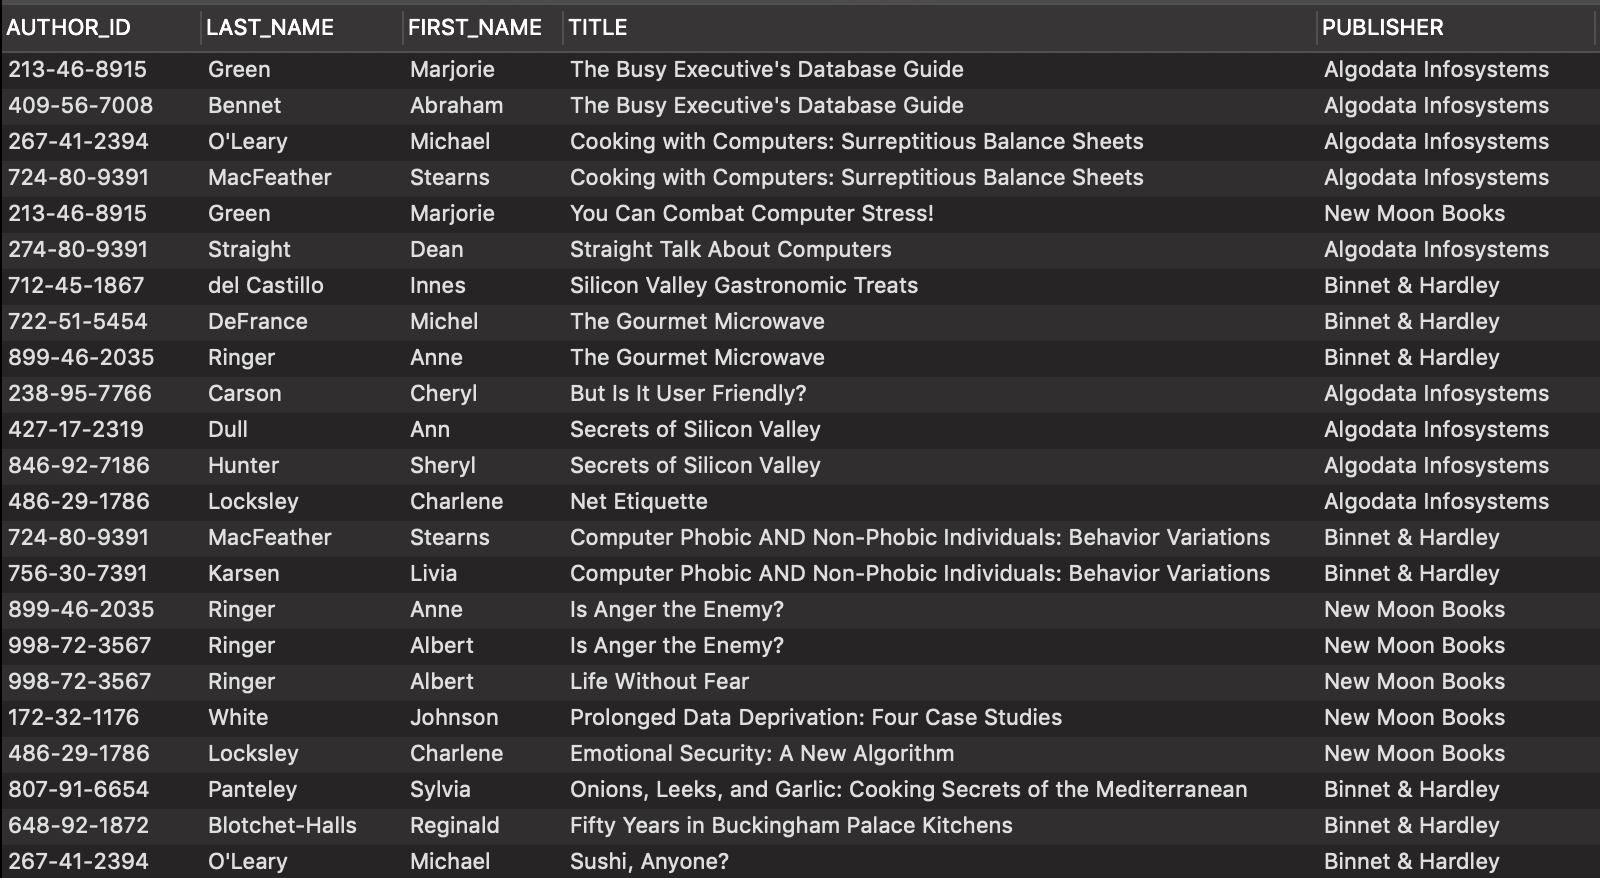 AUTHOR_ID LAST_NAME FIRST_NAME TITLE PUBLISHER
213-46-8915 Green Marjorie The Busy Executive's Database Guide Algodata Infosystems
409-56-7008 Bennet Abraham The Busy Executive's Database Guide Algodata Infosystems
267-41-2394 O'Leary Michael Cooking with Computers: Surreptitious Balance Sheets Algodata Infosystems
724-80-9391 MacFeather Stearns Cooking with Computers: Surreptitious Balance Sheets Algodata Infosystems
213-46-8915 Green Marjorie You Can Combat Computer Stress! New Moon Books
274-80-9391 Straight Dean Straight Talk About Computers Algodata Infosystems
712-45-1867 del Castillo Innes Silicon Valley Gastronomic Treats Binnet & Hardley
722-51-5454 DeFrance Michel The Gourmet Microwave Binnet & Hardley
899-46-2035 Ringer Anne The Gourmet Microwave Binnet & Hardley
238-95-7766 Carson Cheryl But Is It User Friendly? Algodata Infosystems
427-17-2319 Dull Ann Secrets of Silicon Valley Algodata Infosystems
846-92-7186 Hunter Sheryl Secrets of Silicon Valley Algodata Infosystems
486-29-1786 Locksley Charlene Net Etiquette Algodata Infosystems
724-80-9391 MacFeather Stearns Computer Phobic AND Non-Phobic Individuals: Behavior Variations Binnet & Hardley
756-30-7391 Karsen Livia Computer Phobic AND Non-Phobic Individuals: Behavior Variations Binnet & Hardley
899-46-2035 Ringer Anne Is Anger the Enemy? New Moon Books
998-72-3567 Ringer Albert Is Anger the Enemy? New Moon Books
998-72-3567 Ringer Albert Life Without Fear New Moon Books
172-32-1176 White Johnson Prolonged Data Deprivation: Four Case Studies New Moon Books
486-29-1786 Locksley Charlene Emotional Security: A New Algorithm New Moon Books
807-91-6654 Panteley Sylvia Onions, Leeks, and Garlic: Cooking Secrets of the Mediterranean Binnet & Hardley
648-92-1872 Blotchet-Halls Reginald Fifty Years in Buckingham Palace Kitchens Binnet & Hardley
267-41-2394 O'Leary Michael Sushi, Anyone? Binnet & Hardley